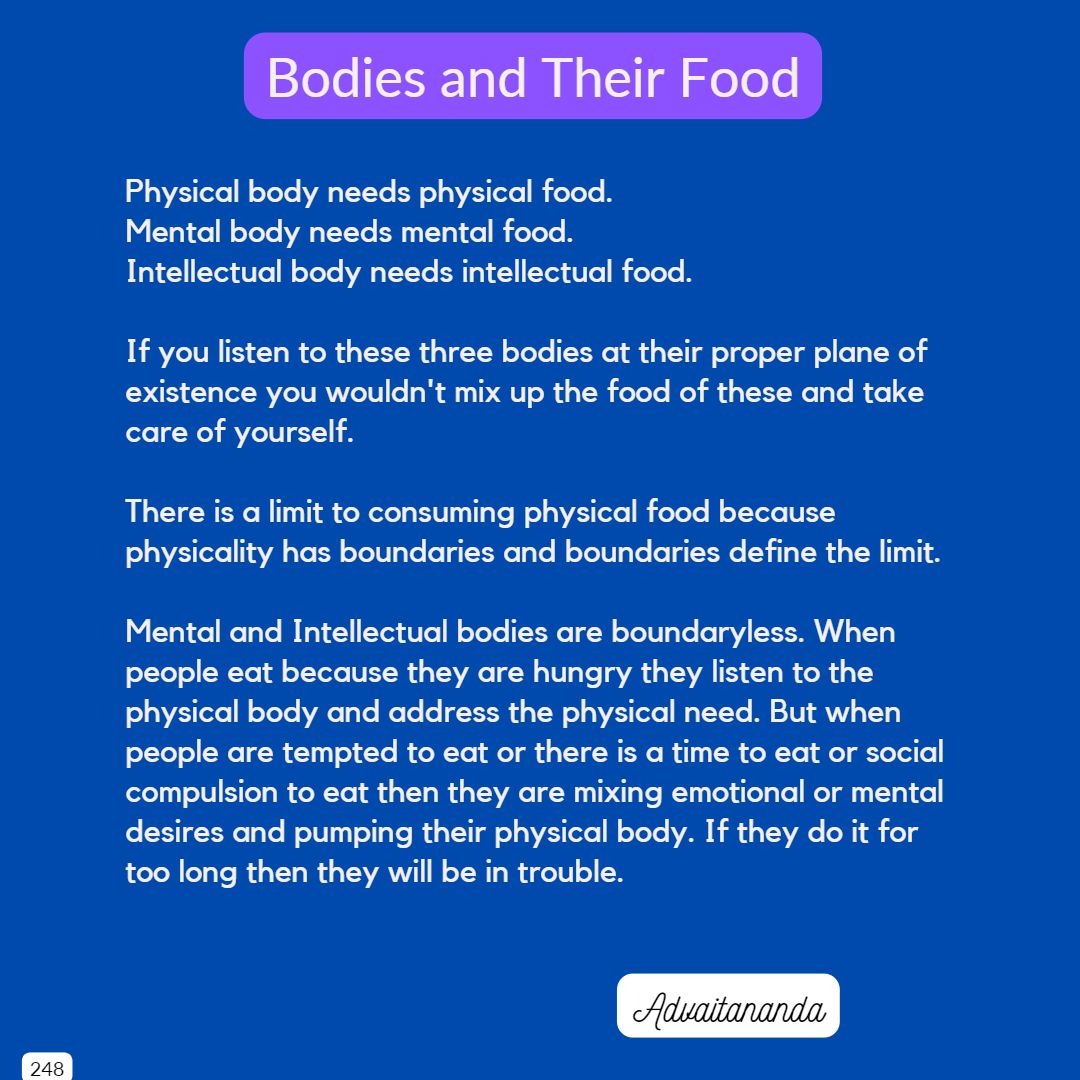 Bodies and Their Food
Physical body needs physical food.
Mental body needs mental food.
Intellectual body needs intellectual food.
If you listen to these three bodies at their proper plane of
existence you wouldn't mix up the food of these and take
care of yourself.
There is a limit to consuming physical food because
physicality has boundaries and boundaries define the limit.
Mental and Intellectual bodies are boundaryless. When
people eat because they are hungry they listen to the
physical body and address the physical need. But when
people are tempted to eat or there is a time to eat or social
compulsion to eat then they are mixing emotional or mental
desires and pumping their physical body. If they do it for
too long then they will be in trouble.
Advaitananda
248